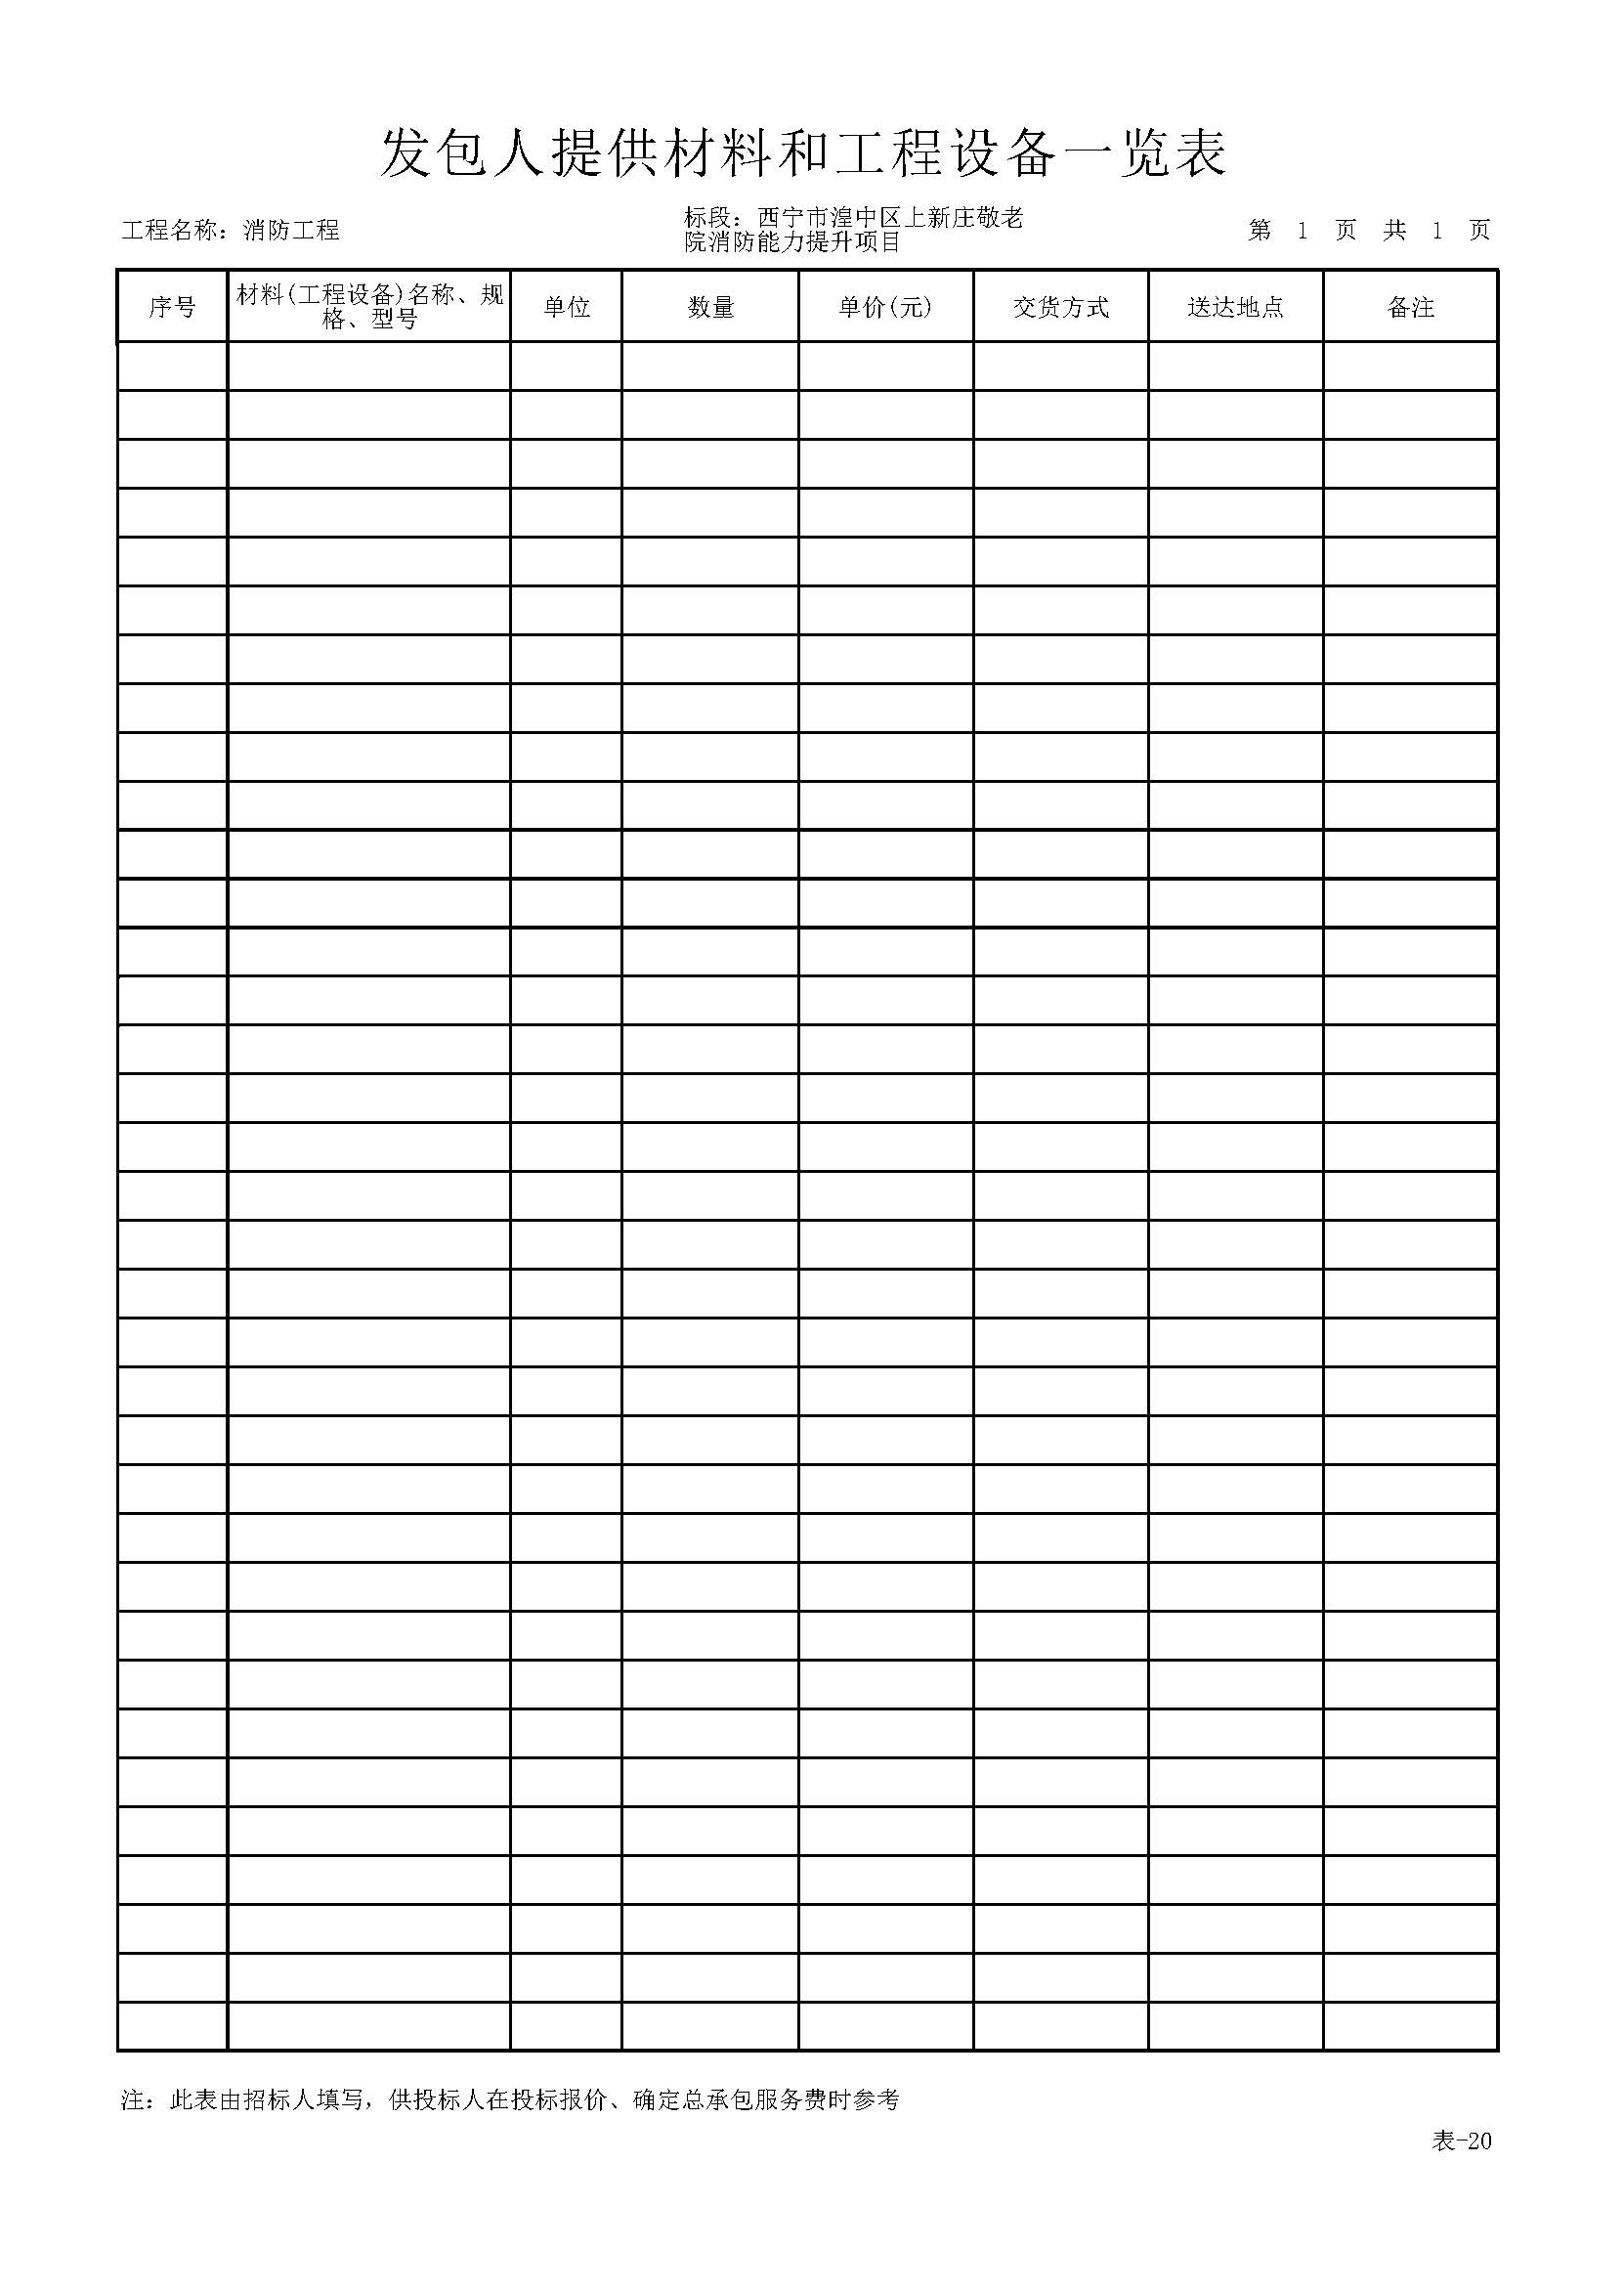 发包人提供材料和工程设备一览表
工程名称：消防工程
标段：西宁市湟中区上新庄敬老
院消防能力提升项目
第 1 页 共 1 页
序号
材料(工程设备)名称、规
格、型号
单位
数量
单价(元)
交货方式
送达地点
备注
注：此表由招标人填写，供投标人在投标报价、确定总承包服务费时参考
表-20